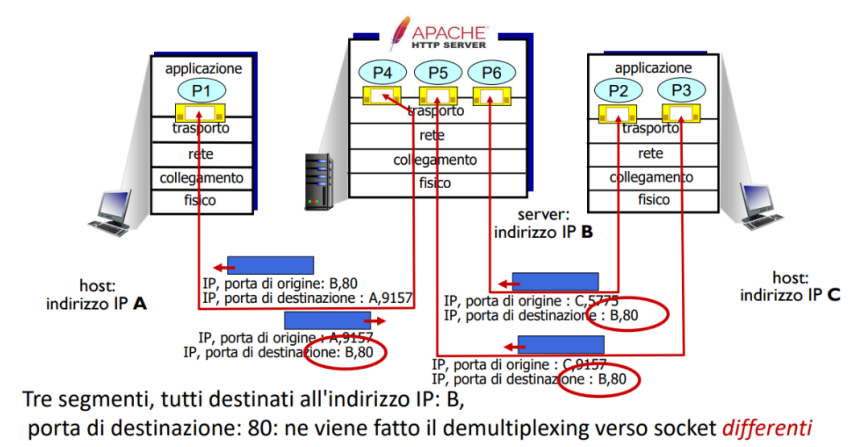 APACHE
HTTP SERVER
applicazione
P1
trasporto
rete
collegamento
fisico
P4 P5 P6
trasporto
rete
collegamento
fisico
applicazione
P2 P3
trasporto
rete
collegamento
fisico
server:
indirizzo IP B
host:
indirizzo IP A
host:
indirizzo IP C
IP, porta di origine: B,80
IP, porta di destinazione : A,9157
IP, porta di origine : A,9157
IP, porta di destinazione: B,80
IP, porta di origine : C,5775
IP, porta di destinazione : B,80
IP, porta di origine : C,9157
IP, porta di destinazione : B,80
Tre segmenti, tutti destinati all'indirizzo IP: B,
porta di destinazione: 80: ne viene fatto il demultiplexing verso socket differenti